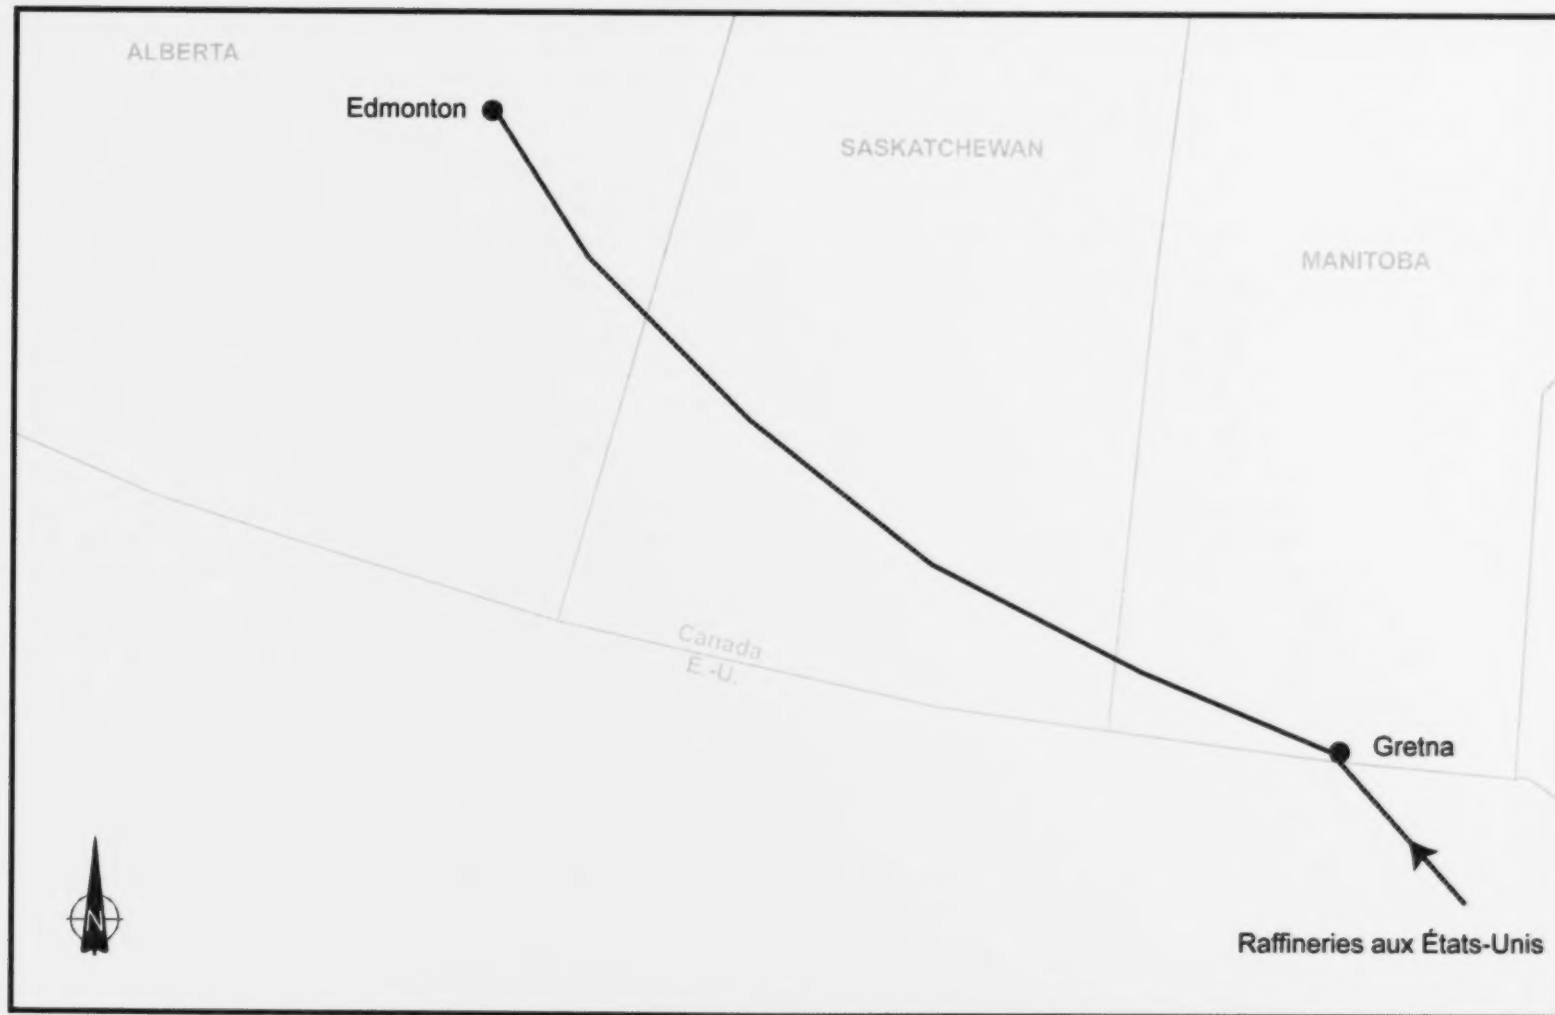 ALBERTA
Edmonton
SASKATCHEWAN
MANITOBA
Canada
É.-U.
Gretna
N
Raffineries aux États-Unis